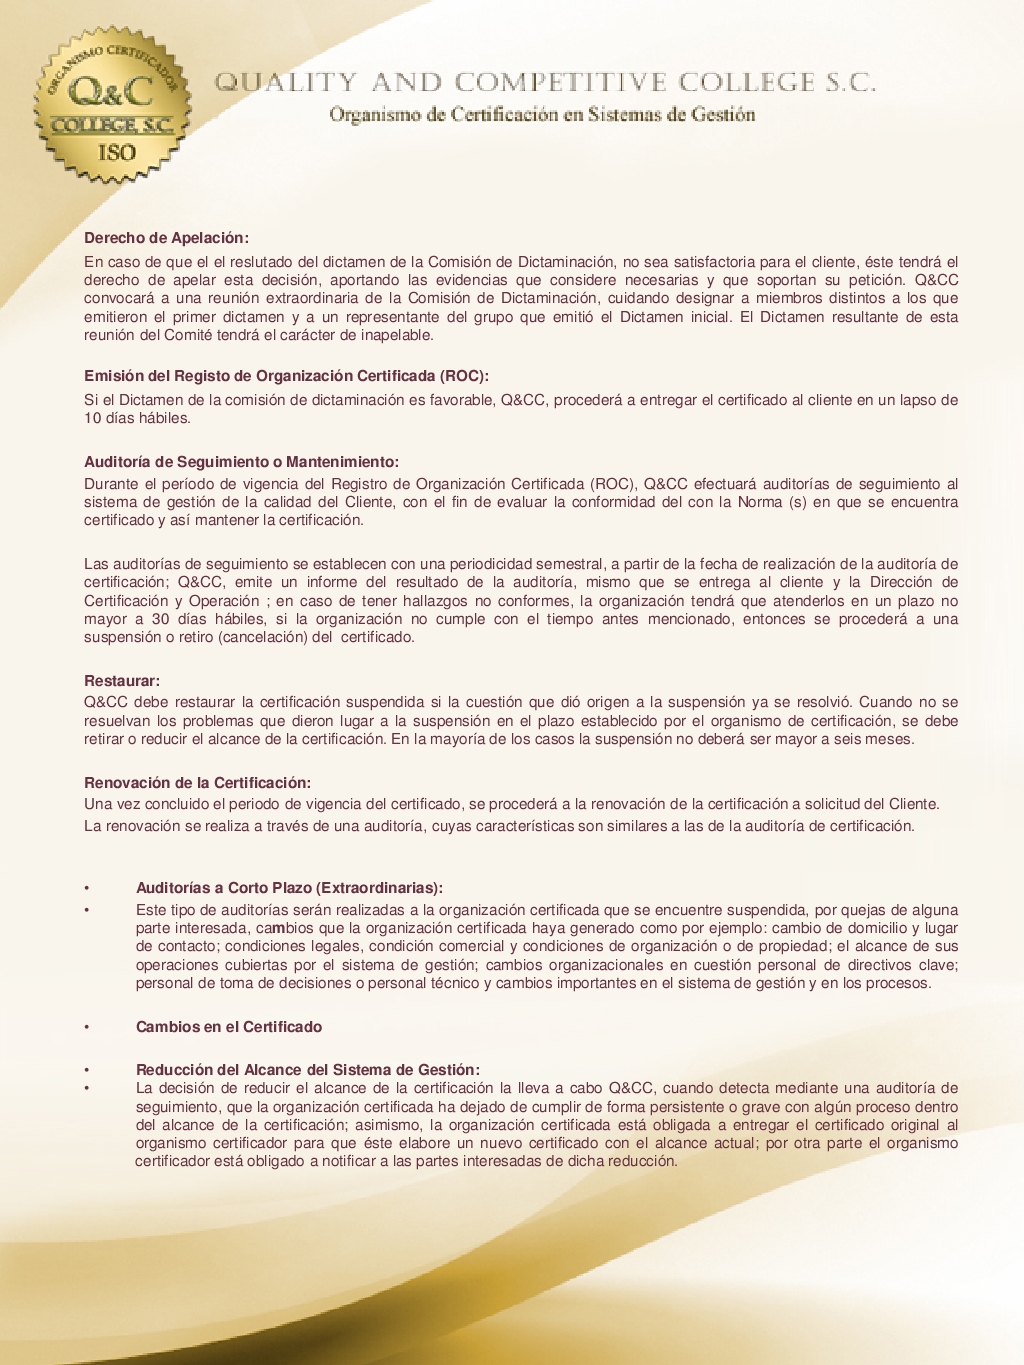 ORGANISMO CERTIFICADOR
Q&C
COLLEGE, S.C.
ISO
QUALITY AND COMPETITIVE COLLEGE S.C.
Organismo de Certificación en Sistemas de Gestión
Derecho de Apelación:
En caso de que el el reslutado del dictamen de la Comisión de Dictaminación, no sea satisfactoria para el cliente, éste tendrá el
derecho de apelar esta decisión, aportando las evidencias que considere necesarias y que soportan su petición. Q&CC
convocará a una reunión extraordinaria de la Comisión de Dictaminación, cuidando designar a miembros distintos a los que
emitieron el primer dictamen y a un representante del grupo que emitió el Dictamen inicial. El Dictamen resultante de esta
reunión del Comité tendrá el carácter de inapelable.
Emisión del Registo de Organización Certificada (ROC):
Si el Dictamen de la comisión de dictaminación es favorable, Q&CC, procederá a entregar el certificado al cliente en un lapso de
10 días hábiles.
Auditoría de Seguimiento o Mantenimiento:
Durante el período de vigencia del Registro de Organización Certificada (ROC), Q&CC efectuará auditorías de seguimiento al
sistema de gestión de la calidad del Cliente, con el fin de evaluar la conformidad del con la Norma (s) en que se encuentra
certificado y así mantener la certificación.
Las auditorías de seguimiento se establecen con una periodicidad semestral, a partir de la fecha de realización de la auditoría de
certificación; Q&CC, emite un informe del resultado de la auditoría, mismo que se entrega al cliente y la Dirección de
Certificación y Operación ; en caso de tener hallazgos no conformes, la organización tendrá que atenderlos en un plazo no
mayor a 30 días hábiles, si la organización no cumple con el tiempo antes mencionado, entonces se procederá a una
suspensión o retiro (cancelación) del certificado.
Restaurar:
Q&CC debe restaurar la certificación suspendida si la cuestión que dió origen a la suspensión ya se resolvió. Cuando no se
resuelvan los problemas que dieron lugar a la suspensión en el plazo establecido por el organismo de certificación, se debe
retirar o reducir el alcance de la certificación. En la mayoría de los casos la suspensión no deberá ser mayor a seis meses.
Renovación de la Certificación:
Una vez concluido el periodo de vigencia del certificado, se procederá a la renovación de la certificación a solicitud del Cliente.
La renovación se realiza a través de una auditoría, cuyas características son similares a las de la auditoría de certificación.
• Auditorías a Corto Plazo (Extraordinarias):
• Este tipo de auditorías serán realizadas a la organización certificada que se encuentre suspendida, por quejas de alguna
parte interesada, cambios que la organización certificada haya generado como por ejemplo: cambio de domicilio y lugar
de contacto; condiciones legales, condición comercial y condiciones de organización o de propiedad; el alcance de sus
operaciones cubiertas por el sistema de gestión; cambios organizacionales en cuestión personal de directivos clave;
personal de toma de decisiones o personal técnico y cambios importantes en el sistema de gestión y en los procesos.
• Cambios en el Certificado
• Reducción del Alcance del Sistema de Gestión:
• La decisión de reducir el alcance de la certificación la lleva a cabo Q&CC, cuando detecta mediante una auditoría de
seguimiento, que la organización certificada ha dejado de cumplir de forma persistente o grave con algún proceso dentro
del alcance de la certificación; asimismo, la organización certificada está obligada a entregar el certificado original al
organismo certificador para que éste elabore un nuevo certificado con el alcance actual; por otra parte el organismo
certificador está obligado a notificar a las partes interesadas de dicha reducción.